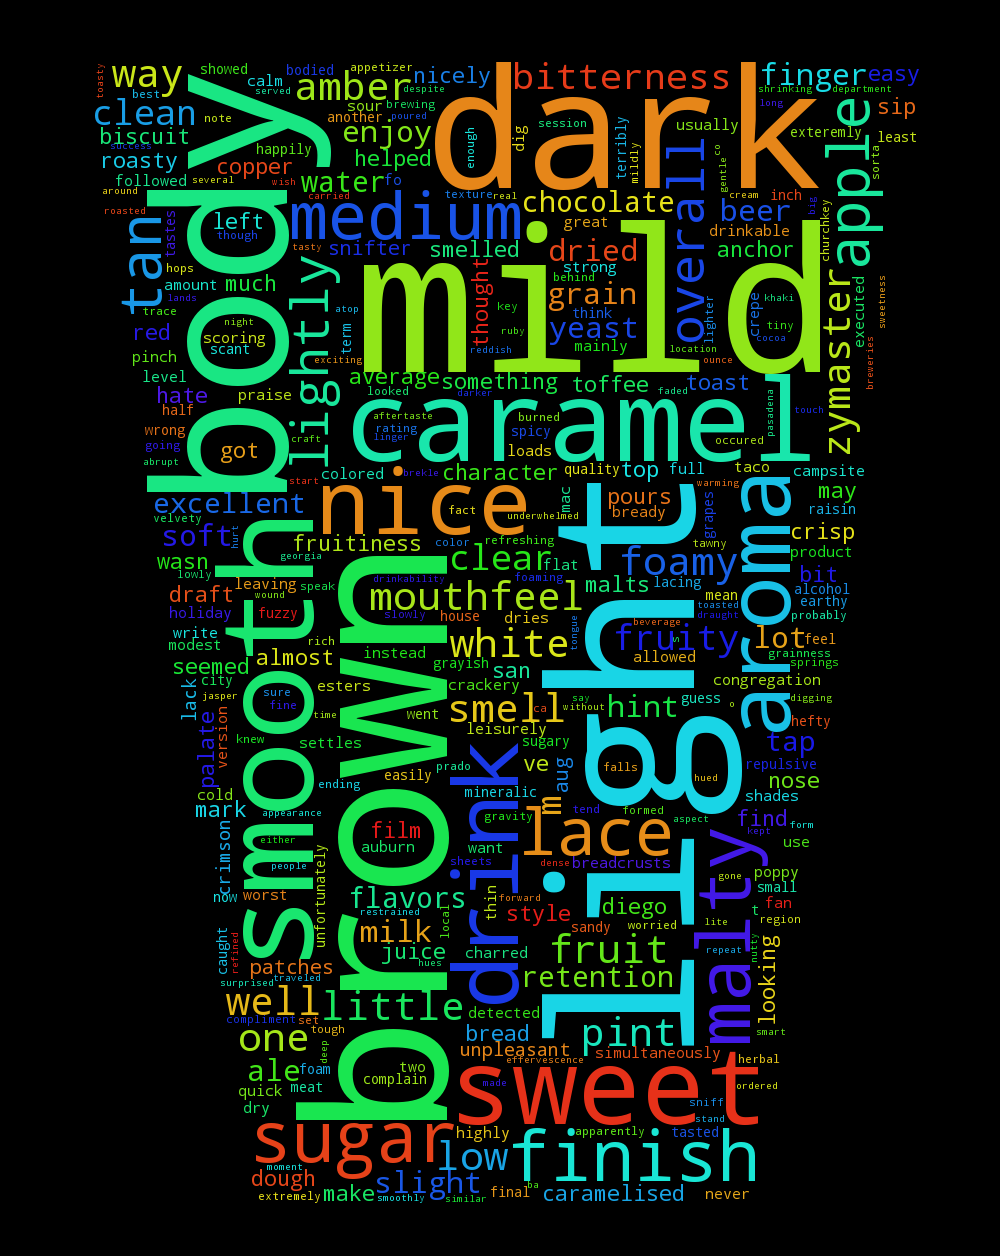 toasty
way
showed
bodied
appetizer
nicely
bitterness
finger
easy
calm
served
amber
despite
dark
shrinking
department
best
clean
note
sour
brewing
long
sip
biscuit
another
poured
enjoy
dig
session
terribly
usually
exteremly
least
success
happily
enough
mildly
co
apple
roasty
copper
helped
overall
gentle
sorta
followed
several
wish
water
fo
texture
real
chocolate
cream
inch
big
around
body
carried
medium
beer
roasted
tan
tastes
left
though
great
drinkable
churchkey
tasty
snifter
smelled
dried
anchor
hops
lightly
thought
strong
behind
amount
much
mild
grain
crepe
khaki
zymaster
executed
sweetness
lands
trace
atop
key
think
lighter
night
term
ruby
yeast
tiny
red
scoring
scant
mainly
cocoa
breweries
pinch
exciting
reddish
location
ounce
level
average
something
toffee
toast
hate
praise
looked
darker
faded
half
caramel
pasadena
touch
aftertaste
burned
wrong
rating
spicy
going
got
craft
linger
loads
occured
abrupt
start
colored
brekle
character
quality
top
full
taco
campsite
excellent
nice
mac
pours
warming
may
raisin
fact
bready
grapes
velvety
underwhelmed
soft
hurt
smooth
fruitiness
color
refreshing
tawny
crisp
georgia
clear
flat
foamy
aroma
product
wasn
lowly
speak
drinkability
foaming
malts
lacing
bit
leaving
draft
wound
mouthfeel
mean
alcohol
earthy
holiday
fuzzy
slowly
house
dries
toasted
draught
probably
write
rich
beverage
modest
brown
white
tongue
s
fruity
lot
feel
almost
instead
grayish
allowed
grainness
seemed
esters
san
springs
city
crackery
congregation
lack
jasper
sure
fine
went
smell
ca
say
without
hint
guess
o
digging
palate
version
time
leisurely
hefty
knew
settles
sugary
tap
prado
ve
aug
falls
light
repulsive
cold
ending
easily
mineralic
hued
nose
mark
appearance
drink
m
tend
formed
shades
film
gravity
lace
aspect
find
kept
form
crimson
either
auburn
want
use
unfortunately
sheets
dense
breadcrusts
malty
people
gone
poppy
now
worst
flavors
thin
forward
small
restrained
local
style
diego
lite
t
fan
region
milk
sandy
worried
caught
refined
juice
charred
fruit
repeat
nutty
looking
patches
hues
retention
surprised
traveled
well
little
detected
compliment
set
tough
bread
pint
smart
one
deep
unpleasant
simultaneously
effervescence
herbal
ale
foam
two
complain
made
sweet
ordered
quick
meat
sniff
dry
stand
sugar
highly
apparently
tasted
low
finish
moment
dough
slight
ba
extremely
make
smoothly
similar
final
caramelised
never